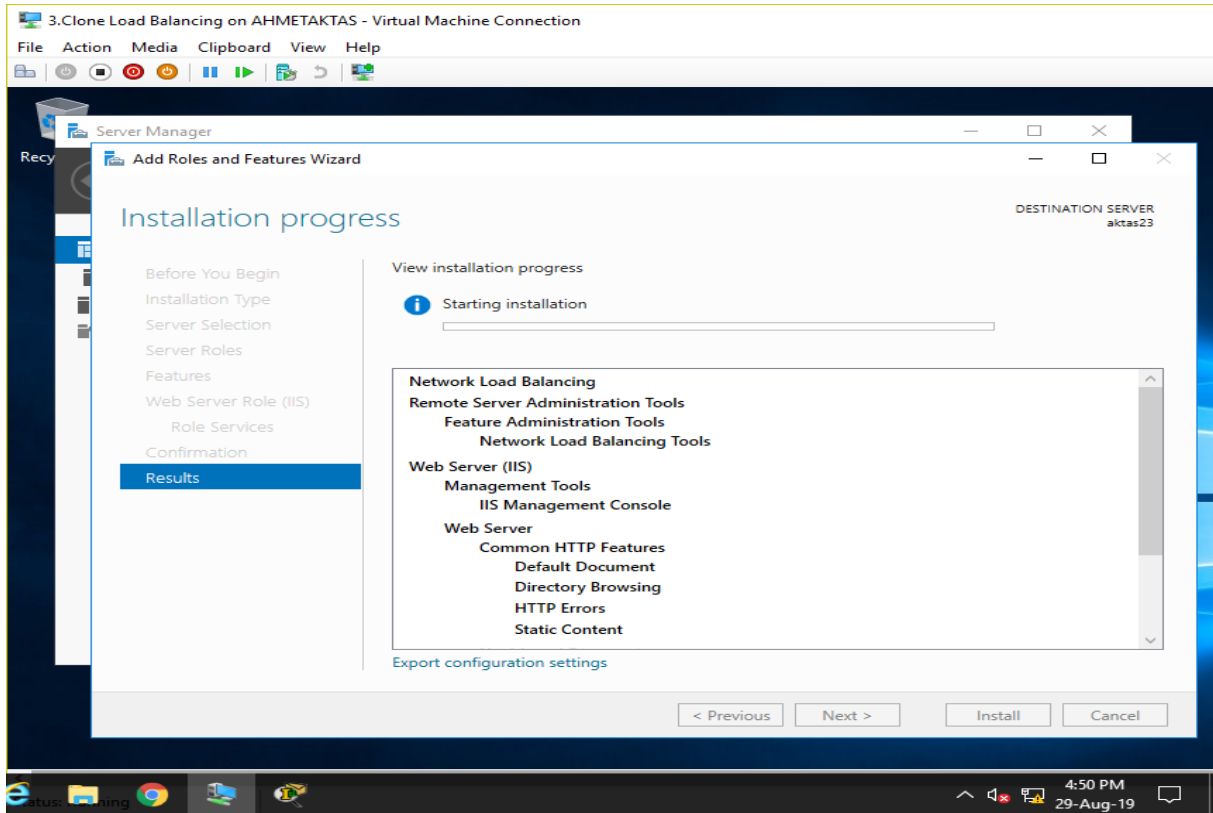 3.Clone Load Balancing on AHMETAKTAS - Virtual Machine Connection
File Action Media Clipboard View Help
Server Manager
Recy
Add Roles and Features Wizard
Installation progress
DESTINATION SERVER
aktas23
Before You Begin
Installation Type
Server Selection
Server Roles
Features
Web Server Role (IIS)
Role Services
Confirmation
Results
View installation progress
Starting installation
Network Load Balancing
Remote Server Administration Tools
Feature Administration Tools
Network Load Balancing Tools
Web Server (IIS)
Management Tools
IIS Management Console
Web Server
Common HTTP Features
Default Document
Directory Browsing
HTTP Errors
Static Content
Export configuration settings
< Previous Next > Install Cancel
4:50 PM
29-Aug-19